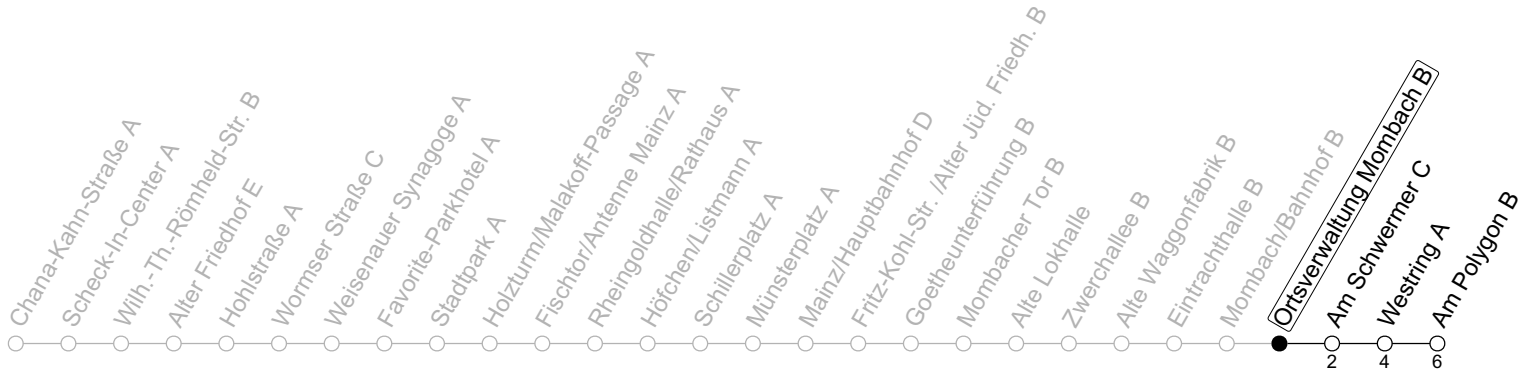 Chama-Kahn-Straße A
Scheck-In-Center A
Wilh.-Th.-Römheld-Str. B
Alter Friedhof E
Hohlstraße A
Wormser Straße C
Weisenauer Synagoge A
Favorite-Parkhotel A
Stadtpark A
Holzturm/Malakoff-Passage A
Fischtor/Antenne Mainz A
Rheingoldhalle/Rathaus A
Höfchen/Listmann A
Schillerplatz A
Münsterplatz A
Mainz/Hauptbahnhof D
Fritz-Kohl-Str. /Alter Jüd. Friedh. B
Goetheunterführung B
Mombacher Tor B
Alte Lokhalle
Zwerchallee B
Alte Waggonfabrik B
Eintrachthalle B
Mombach/Bahnhof B
Ortsverwaltung Mombach B
Am Schwermer C
Westring A
Am Polygon B
2
4
6